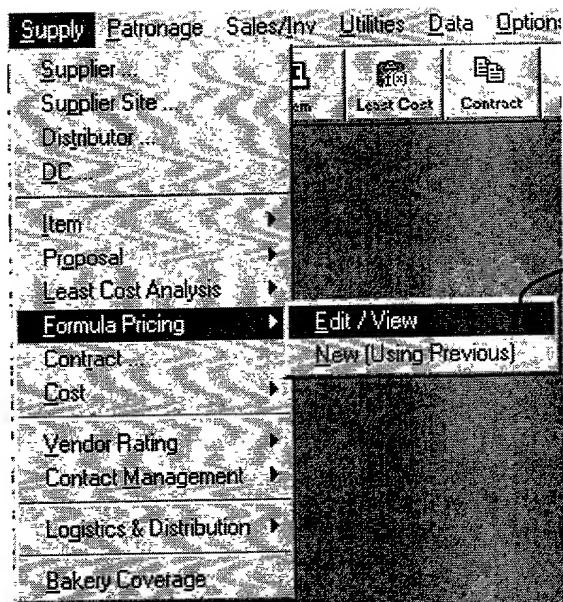 Supply Patronage Sales/Inv Utilities Data Options
Supplier ...
Supplier Site ...
Distributor ...
DC ...
Least Cost
Contract
Item
Proposal
Least Cost Analysis
Formula Pricing
Edit / View
New (Using Previous)
Contract ...
Cost
Vendor Rating
Contact Management
Logistics & Distribution
Bakery Coverage